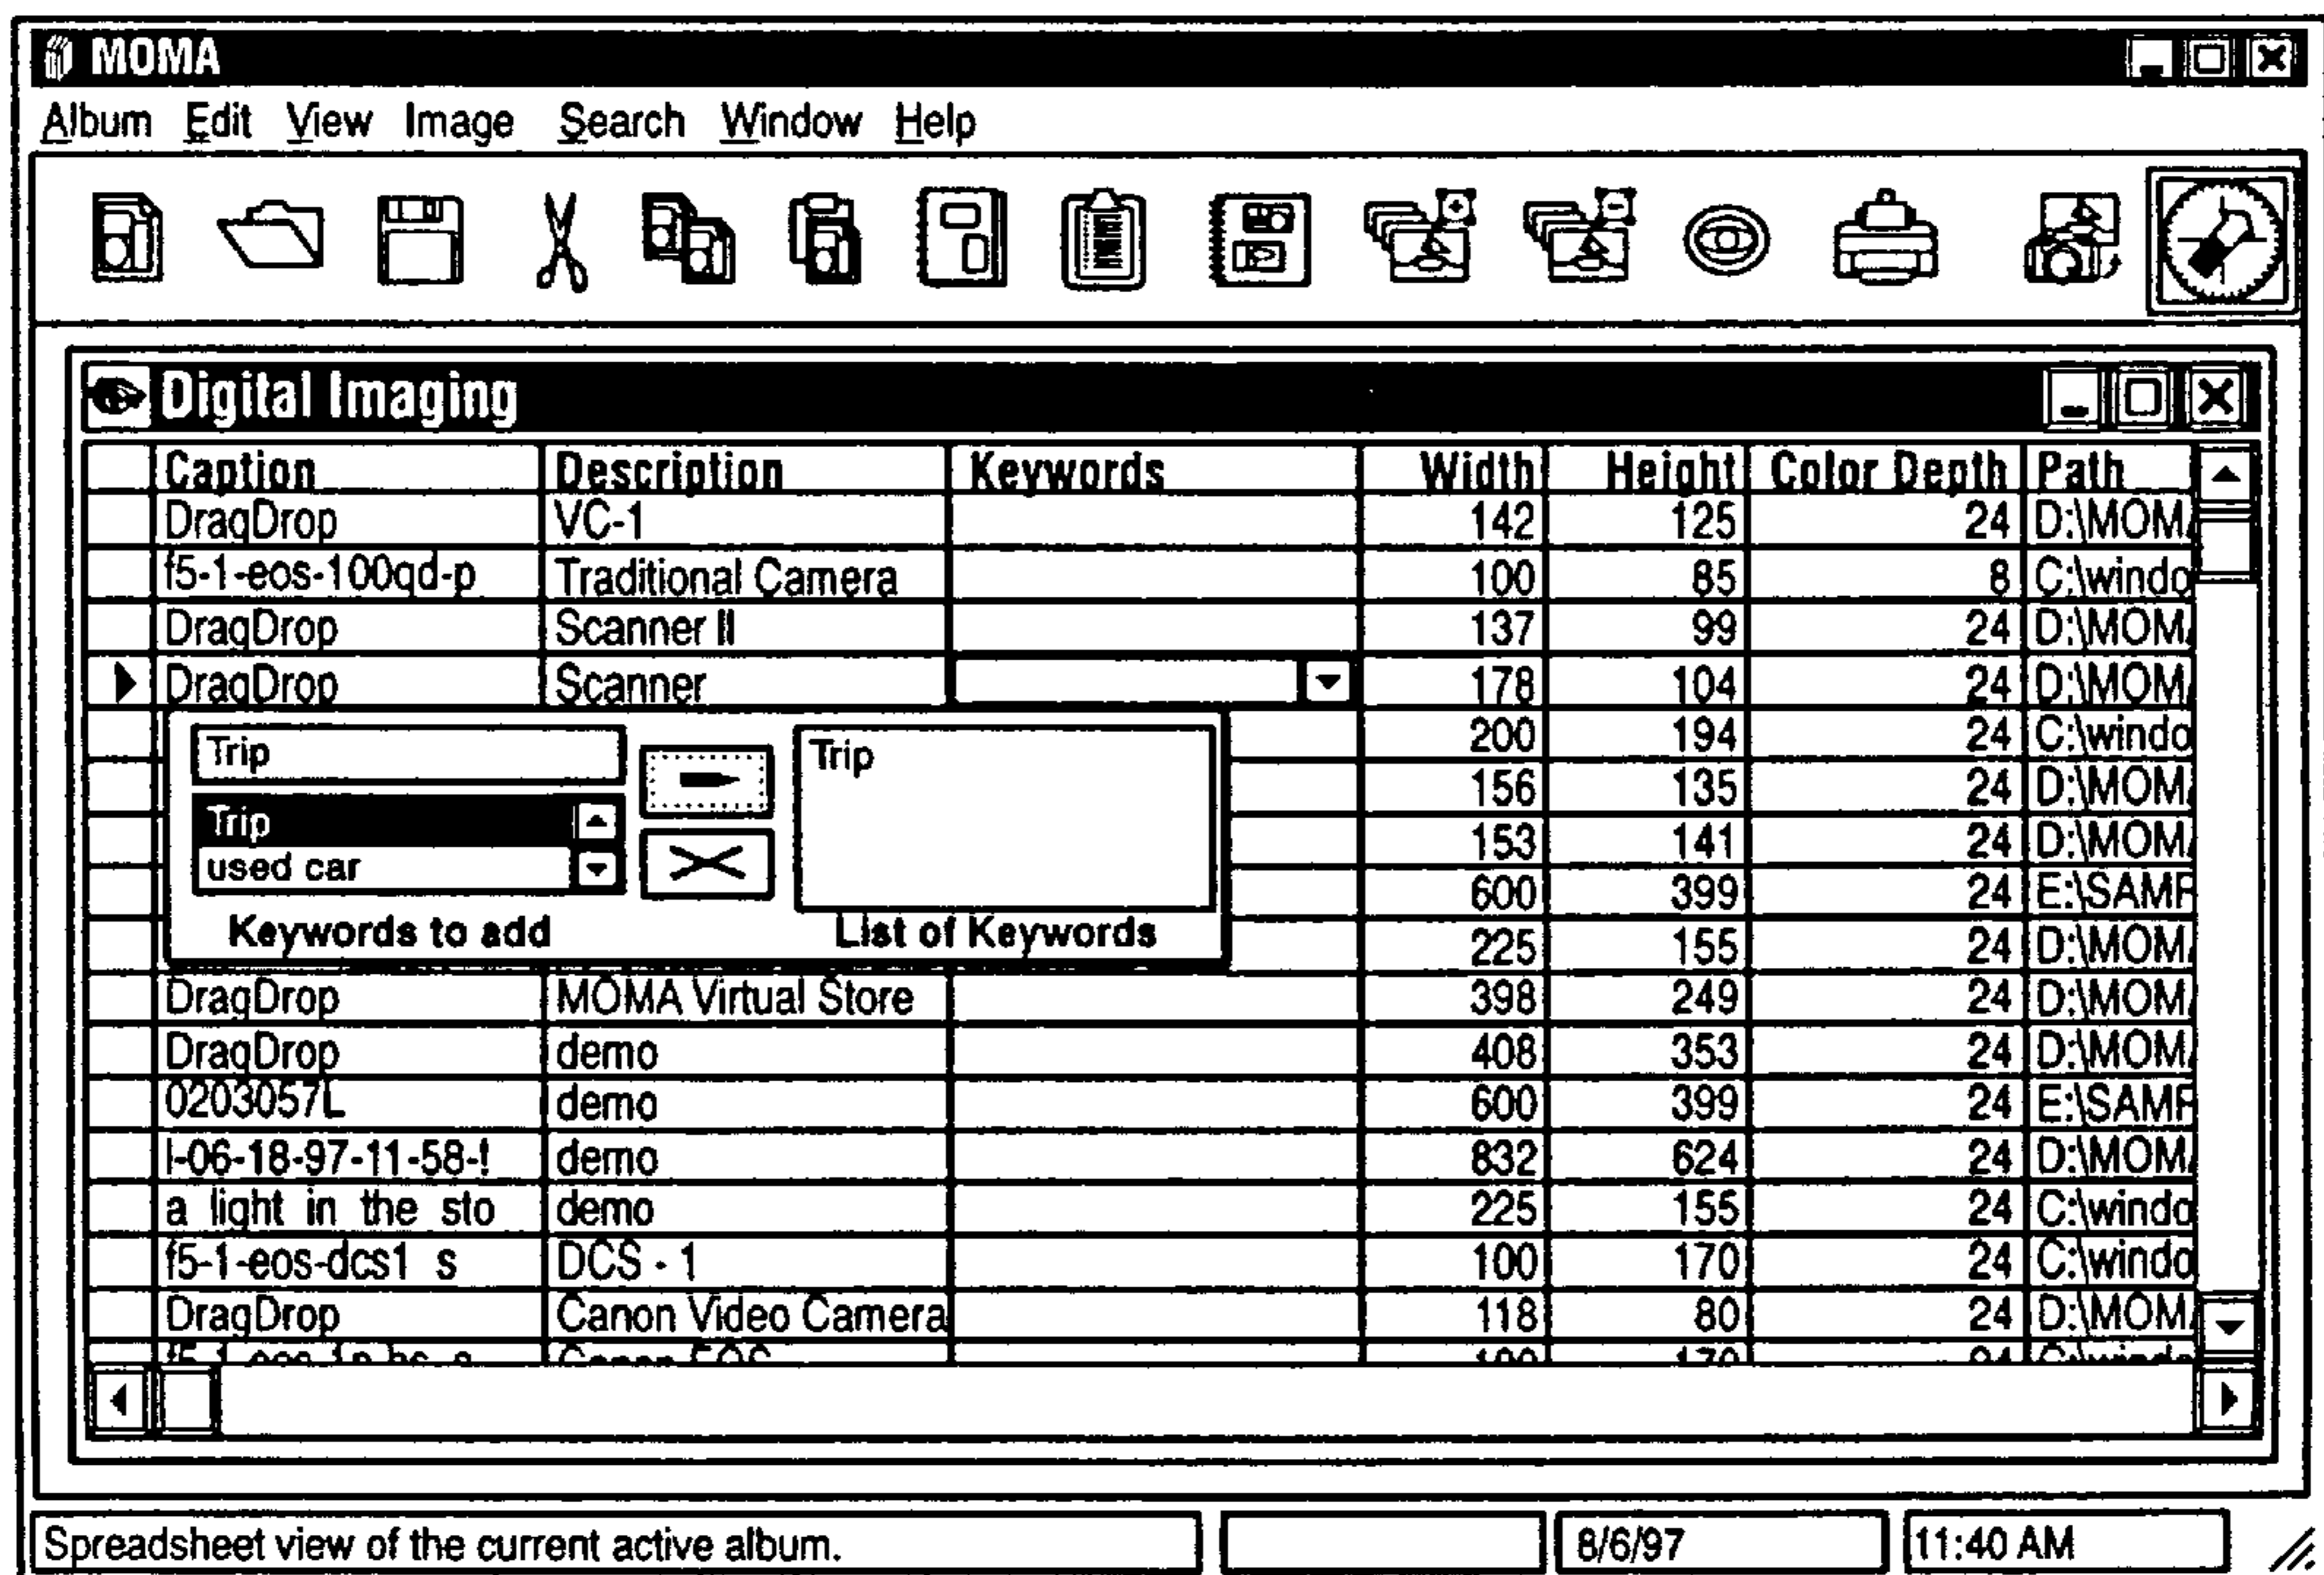 MOMA
Album Edit View Image Search Window Help
Digital Imaging
Caption Description Keywords Width Height Color Depth Path
DragDrop VC-1 142 125 24 D:\MOM
f5-1-eos-100qd-p Traditional Camera 100 85 8 C:\windo
DragDrop Scanner II 137 99 24 D:\MOM
DragDrop Scanner 178 104 24 D:\MOM
200 194 24 C:\windo
Trip Trip
156 135 24 D:\MOM
Trip
153 141 24 D:\MOM
used car
600 399 24 E:\SAMP
Keywords to add List of Keywords
225 155 24 D:\MOM
DragDrop MOMA Virtual Store 398 249 24 D:\MOM
DragDrop demo 408 353 24 D:\MOM
0203057L demo 600 399 24 E:\SAMP
I-06-18-97-11-58-! demo 832 624 24 D:\MOM
a light in the sto demo 225 155 24 C:\windo
f5-1-eos-dcs1 s DCS - 1 100 170 24 C:\windo
DragDrop Canon Video Camera 118 80 24 D:\MOM
Spreadsheet view of the current active album. 8/6/97 11:40 AM